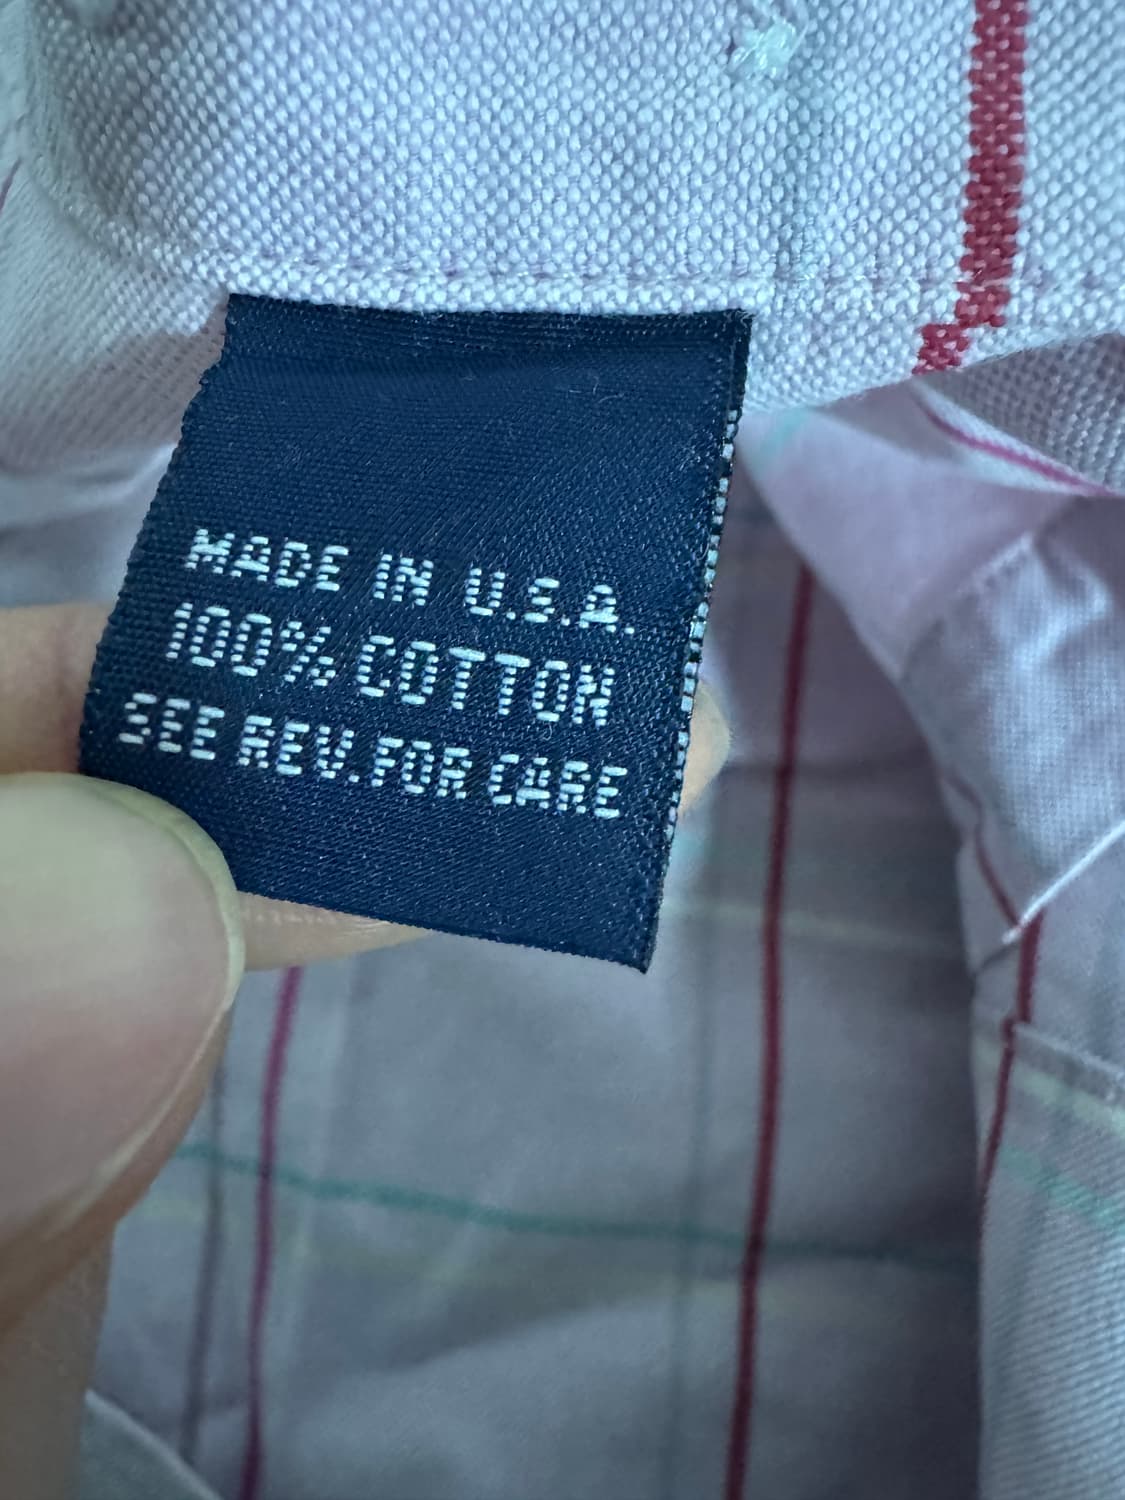 MADE IN U.S.A.
100% COTTON
SEE REV. FOR CARE